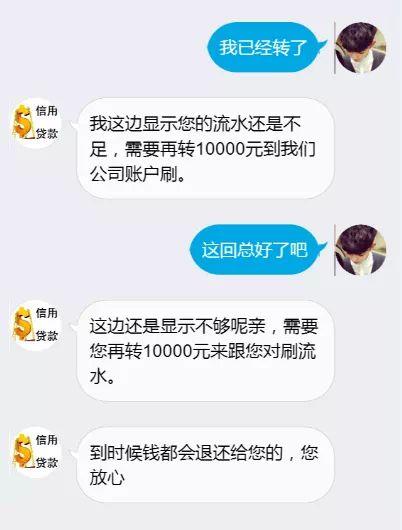 我已经转了
信用
贷款
我这边显示您的流水还是不
足，需要再转10000元到我们
公司账户刷。
这回总好了吧
信用
贷款
这边还是显示不够呢亲，需要
您再转10000元来跟您对刷流
水。
信用
贷款
到时候钱都会退还给您的，您
放心